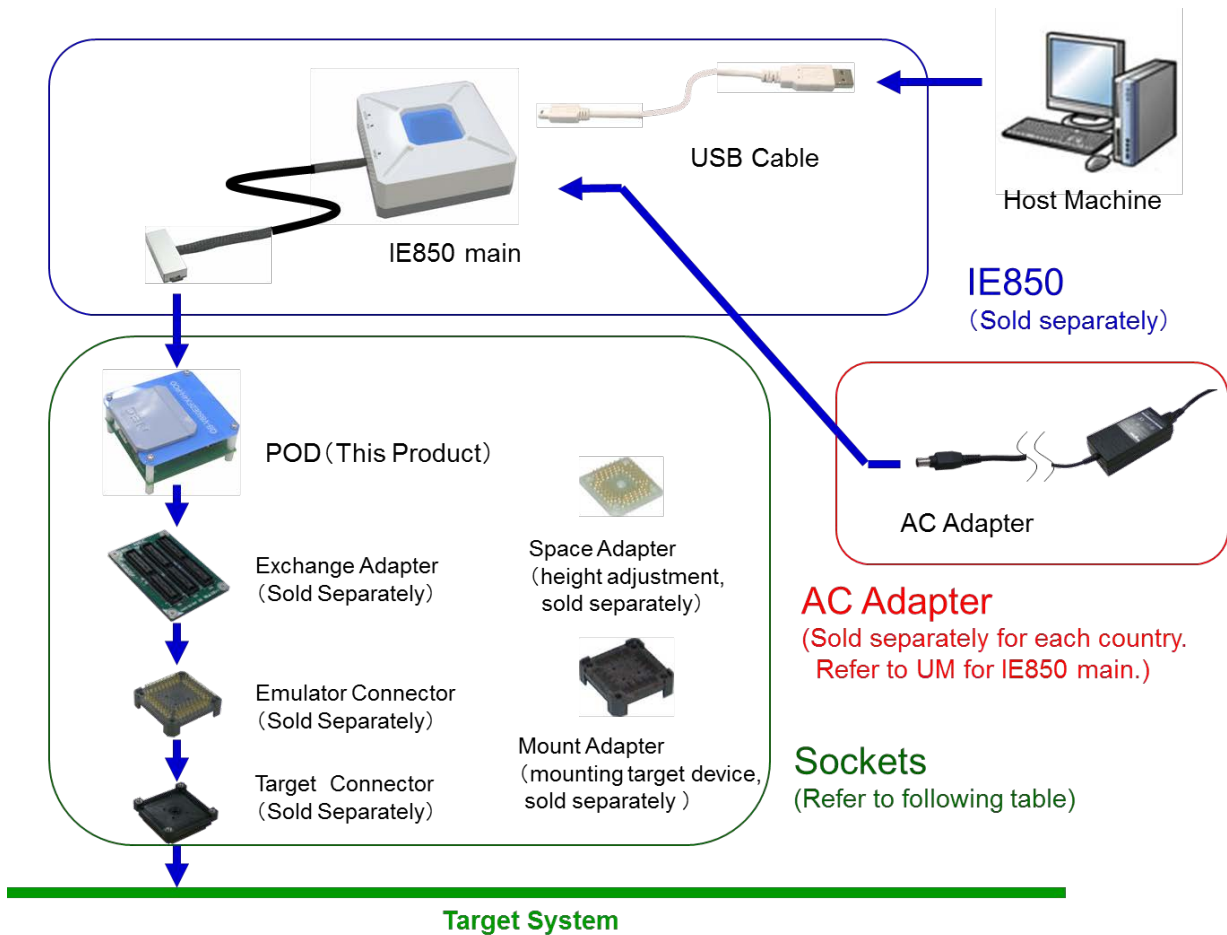 USB Cable
Host Machine
IE850 main
IE850
（Sold separately）
POD（This Product）
AC Adapter
Space Adapter
（height adjustment,
sold separately）
Exchange Adapter
（Sold Separately）
AC Adapter
(Sold separately for each country.
Refer to UM for IE850 main.)
Emulator Connector
（Sold Separately）
Mount Adapter
（mounting target device,
sold separately ）
Sockets
(Refer to following table)
Target Connector
（Sold Separately）
Target System